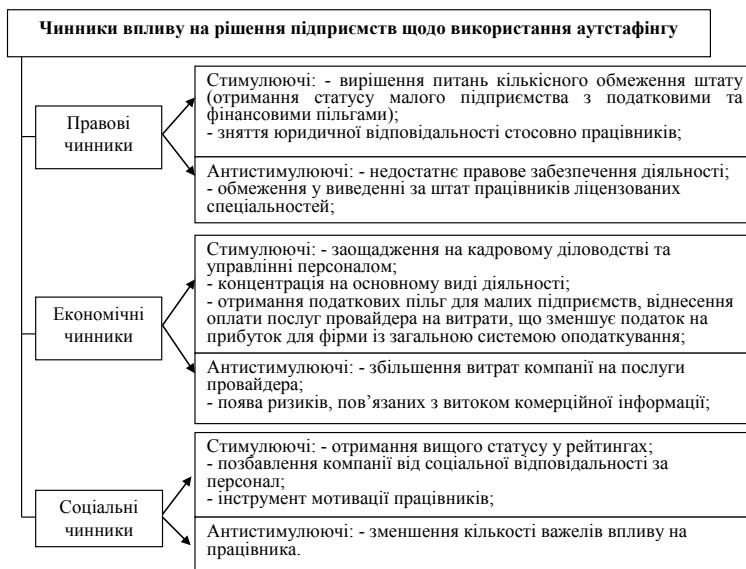 Чинники впливу на рішення підприємств щодо використання аутстафінгу
Правові
чинники
Стимулюючі: - вирішення питань кількісного обмеження штату
(отримання статусу малого підприємства з податковими та
фінансовими пільгами);
- зняття юридичної відповідальності стосовно працівників;
Антистимулюючі: - недостатнє правове забезпечення діяльності;
- обмеження у виведенні за штат працівників ліцензованих
спеціальностей;
Економічні
чинники
Стимулюючі: - заощадження на кадровому діловодстві та
управлінні персоналом;
- концентрація на основному виді діяльності;
- отримання податкових пільг для малих підприємств, віднесення
оплати послуг провайдера на витрати, що зменшує податок на
прибуток для фірми із загальною системою оподаткування;
Антистимулюючі: - збільшення витрат компанії на послуги
провайдера;
- поява ризиків, пов’язаних з витоком комерційної інформації;
Соціальні
чинники
Стимулюючі: - отримання вищого статусу у рейтингах;
- позбавлення компанії від соціальної відповідальності за
персонал;
- інструмент мотивації працівників;
Антистимулюючі: - зменшення кількості важелів впливу на
працівника.